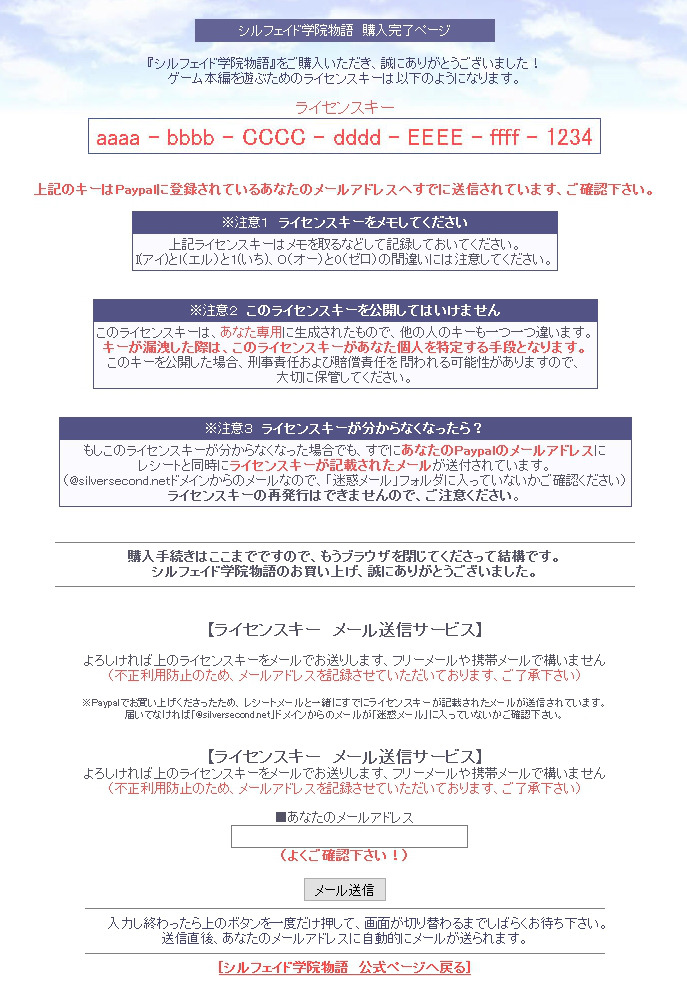 シルフェイド学院物語　購入完了ページ
『シルフェイド学院物語』をご購入いただき、誠にありがとうございました！
ゲーム本編を遊ぶためのライセンスキーは以下のようになります。
ライセンスキー
aaaa - bbbb - CCCC - dddd - EEEE - ffff - 1234
上記のキーはPaypalに登録されているあなたのメールアドレスへすでに送信されています、ご確認下さい。
※注意1　ライセンスキーをメモしてください
上記ライセンスキーはメモを取るなどして記録しておいてください。
I(アイ)とl(エル)と1(いち)、O(オー)と0(ゼロ)の間違いには注意してください。
※注意2　このライセンスキーを公開してはいけません
このライセンスキーは、あなた専用に生成されたもので、他の人のキーも一つ一つ違います。
キーが漏洩した際は、このライセンスキーがあなた個人を特定する手段となります。
このキーを公開した場合、刑事責任および賠償責任を問われる可能性がありますので、
大切に保管してください。
※注意3　ライセンスキーが分からなくなったら？
もしこのライセンスキーが分からなくなった場合でも、すでにあなたのPaypalのメールアドレスに
レシートと同時にライセンスキーが記載されたメールが送付されています。
(@silversecond.netドメインからのメールなので、「迷惑メール」フォルダに入っていないかご確認ください)
ライセンスキーの再発行はできませんので、ご注意ください。
購入手続きはここまでですので、もうブラウザを閉じてくださって結構です。
シルフェイド学院物語のお買い上げ、誠にありがとうございました。
【ライセンスキー　メール送信サービス】
よろしければ上のライセンスキーをメールでお送りします、フリーメールや携帯メールで構いません
（不正利用防止のため、メールアドレスを記録させていただいております、ご了承下さい）
※Paypalでお買い上げくださったため、レシートメールと一緒にすでにライセンスキーが記載されたメールが送信されています。
届いてなければ「@silversecond.net」ドメインからのメールが「迷惑メール」に入っていないかご確認下さい。
【ライセンスキー　メール送信サービス】
よろしければ上のライセンスキーをメールでお送りします、フリーメールや携帯メールで構いません
（不正利用防止のため、メールアドレスを記録させていただいております、ご了承下さい）
■あなたのメールアドレス
（よくご確認下さい！）
メール送信
入力し終わったら上のボタンを一度だけ押して、画面が切り替わるまでしばらくお待ち下さい。
送信直後、あなたのメールアドレスに自動的にメールが送られます。
[シルフェイド学院物語　公式ページへ戻る]